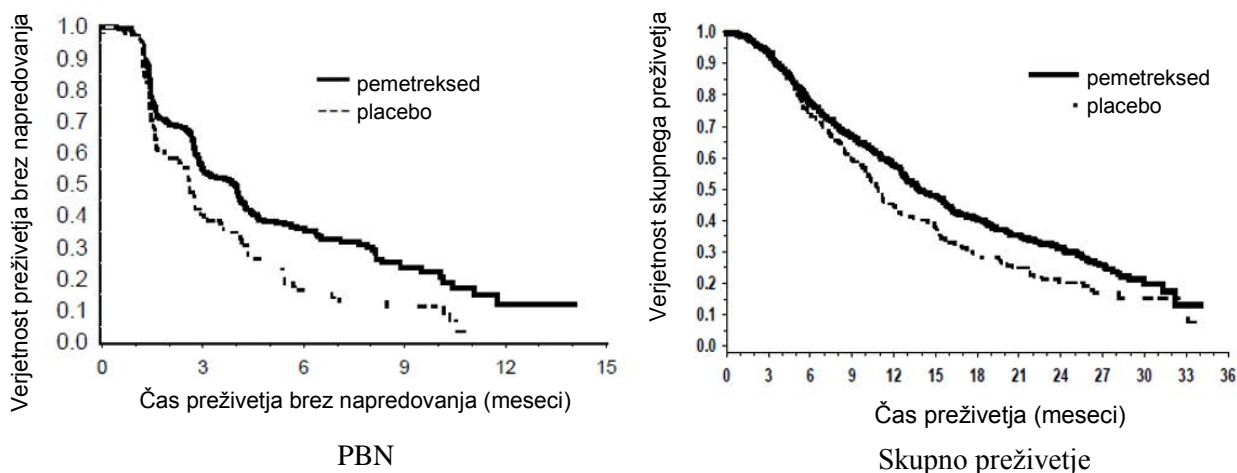 Verjetnost preživetja brez napredovanja
1.0
0.9
0.8
0.7
0.6
0.5
0.4
0.3
0.2
0.1
0.0
pemetreksed
placebo
0 3 6 9 12 15
Čas preživetja brez napredovanja (meseci)
PBN
Verjetnost skupnega preživetja
1.0
0.9
0.8
0.7
0.6
0.5
0.4
0.3
0.2
0.1
0.0
pemetreksed
placebo
0 3 6 9 12 15 18 21 24 27 30 33 36
Čas preživetja (meseci)
Skupno preživetje